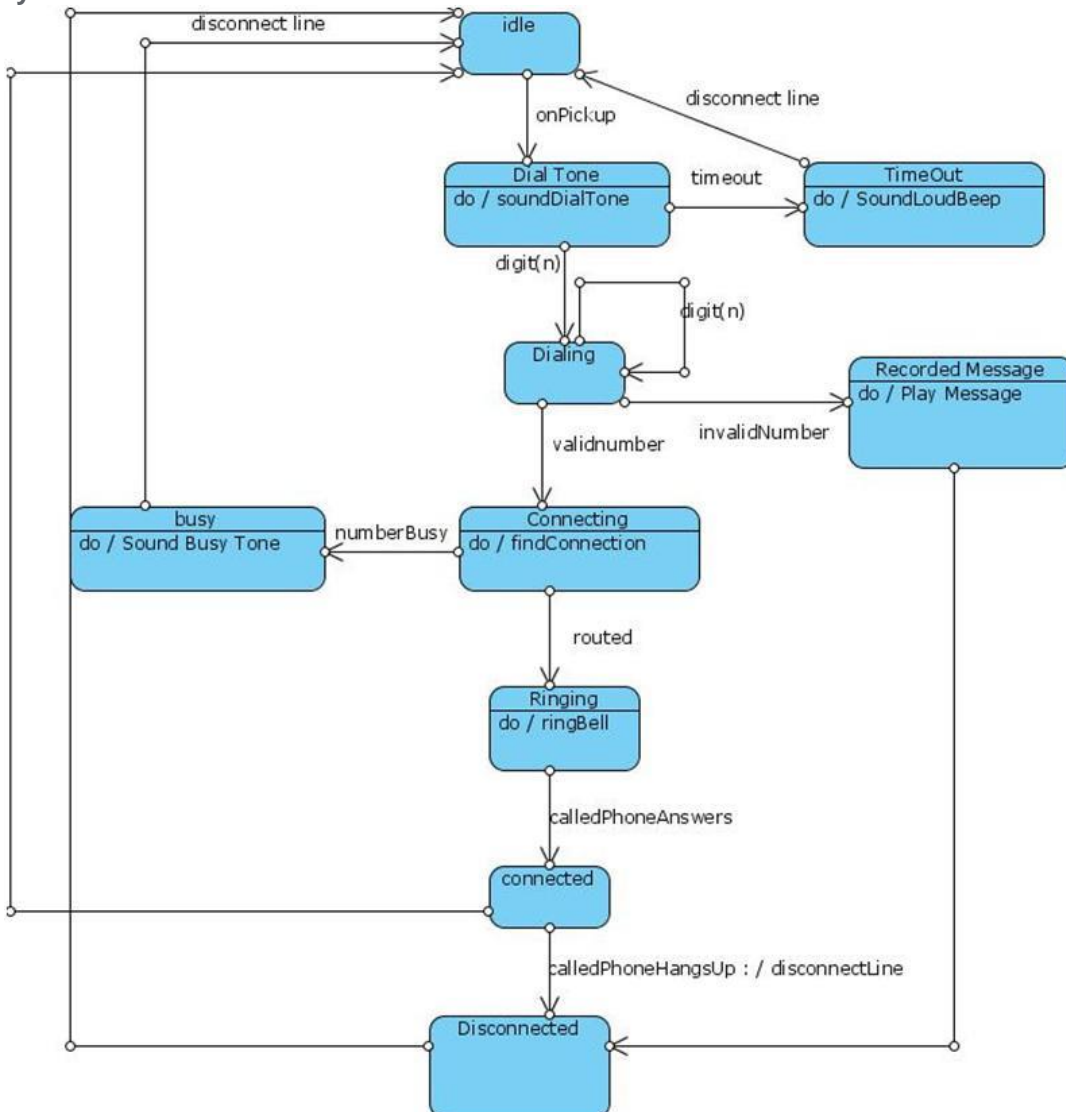 idle
disconnect line
disconnect line
onPickup
Dial Tone
do / soundDialTone
timeout
TimeOut
do / SoundLoudBeep
digit(n)
digit(n)
Dialing
Recorded Message
do / Play Message
invalidNumber
validnumber
busy
do / Sound Busy Tone
numberBusy
Connecting
do / findConnection
routed
Ringing
do / ringBell
calledPhoneAnswers
connected
calledPhoneHangsUp : / disconnectLine
Disconnected